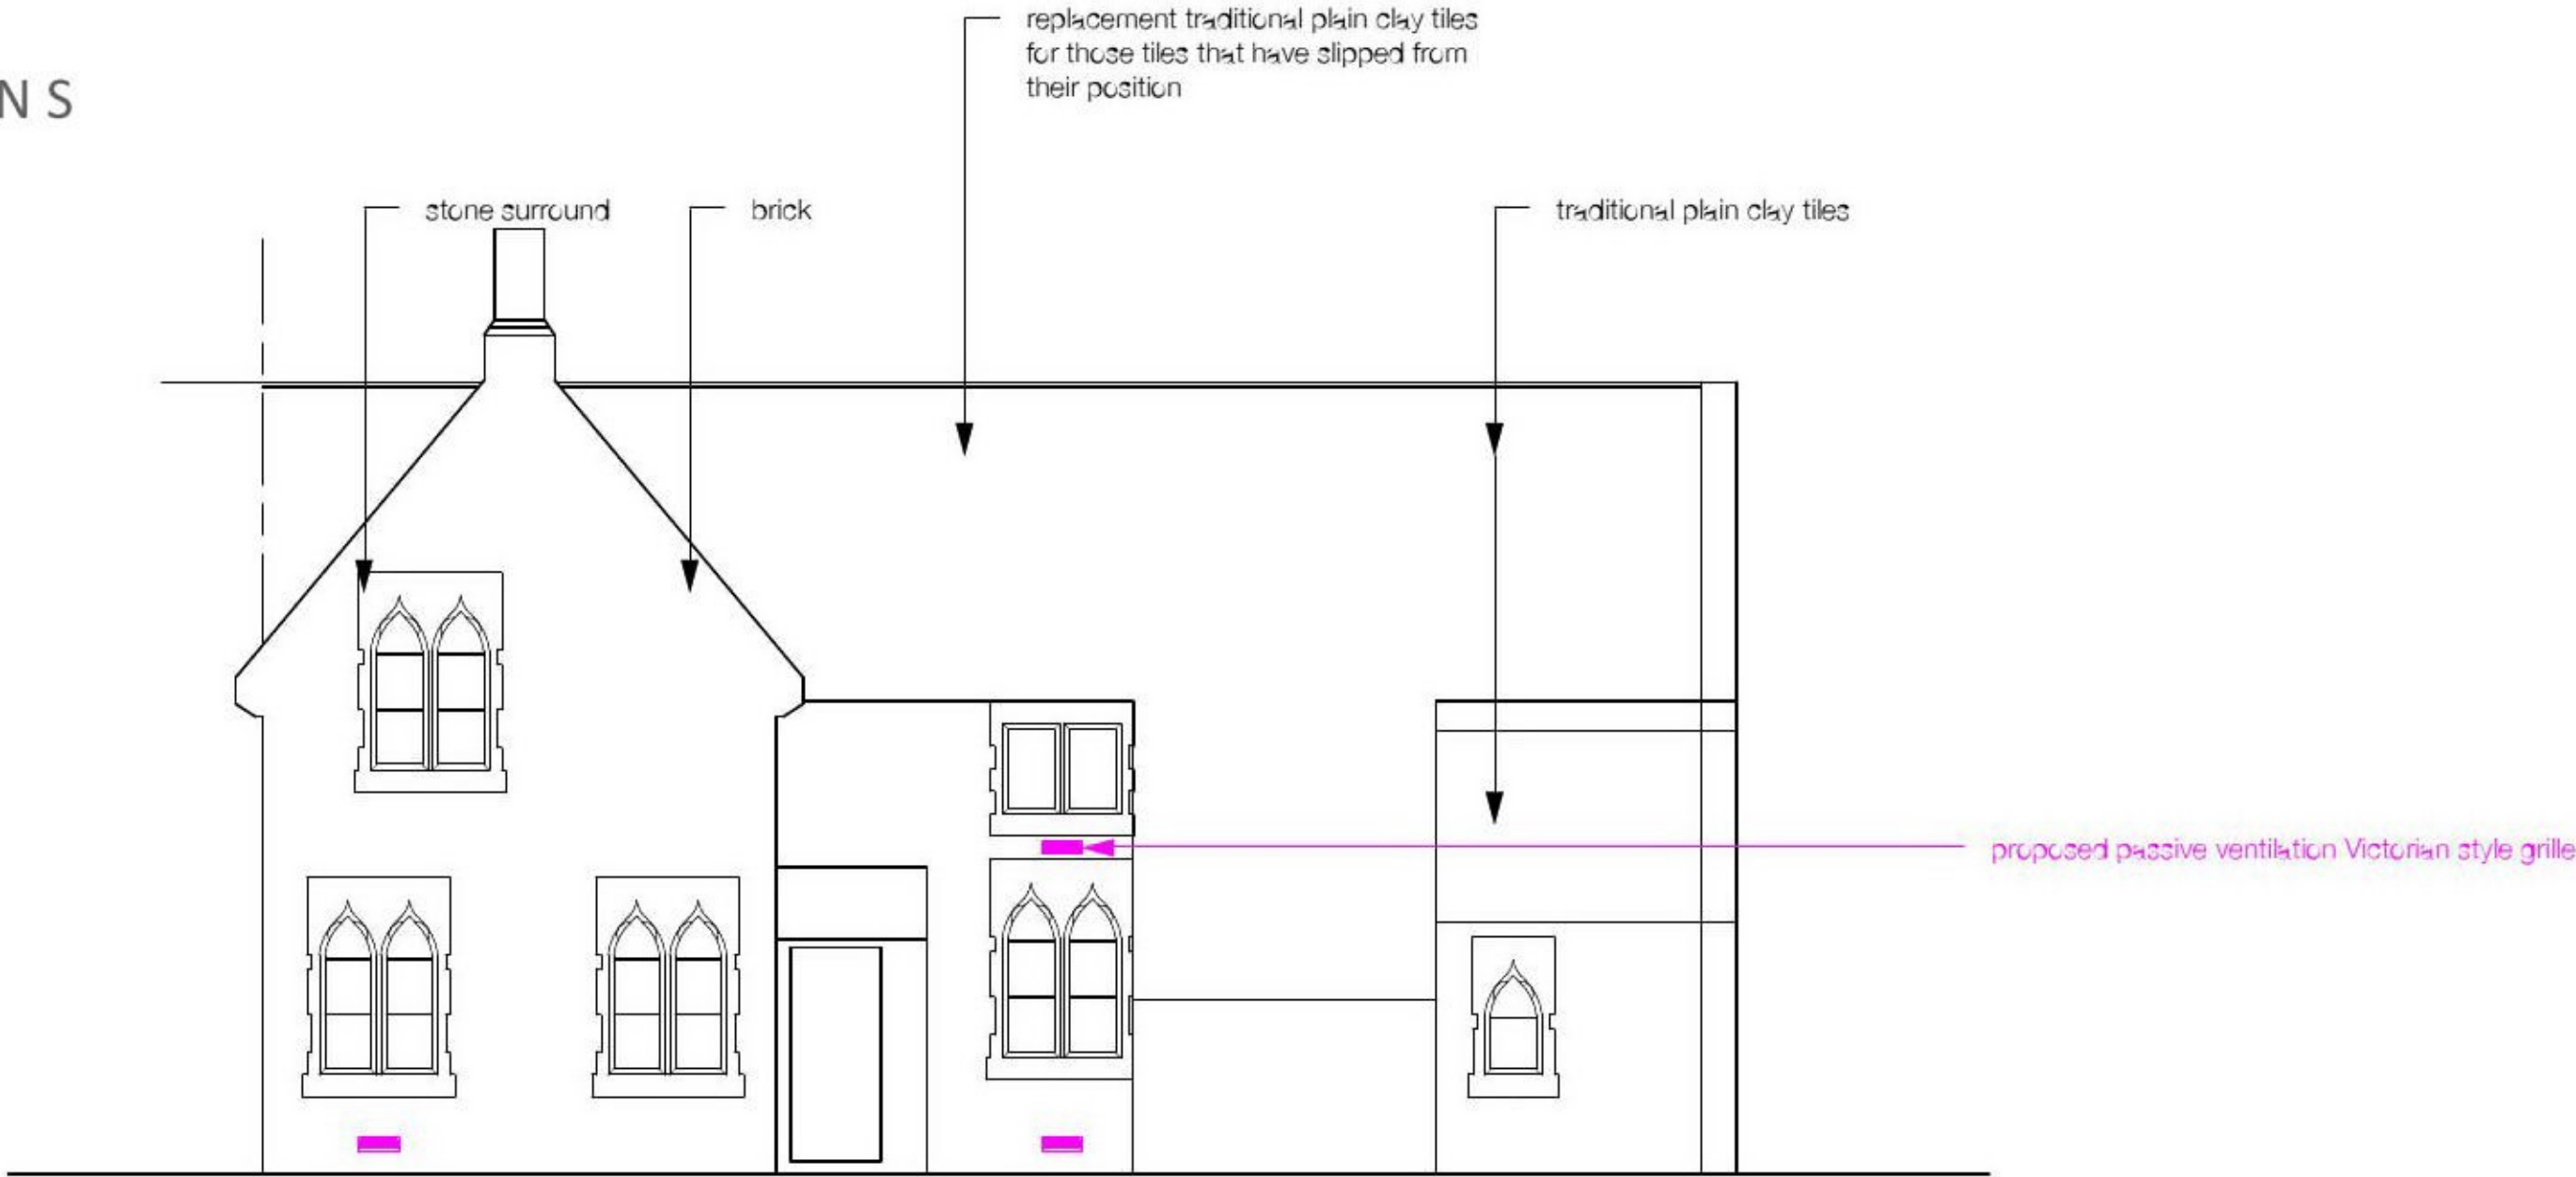 replacement traditional plain clay tiles
for those tiles that have slipped from
their position
N S
stone surround
brick
traditional plain clay tiles
proposed passive ventilation Victorian style grille